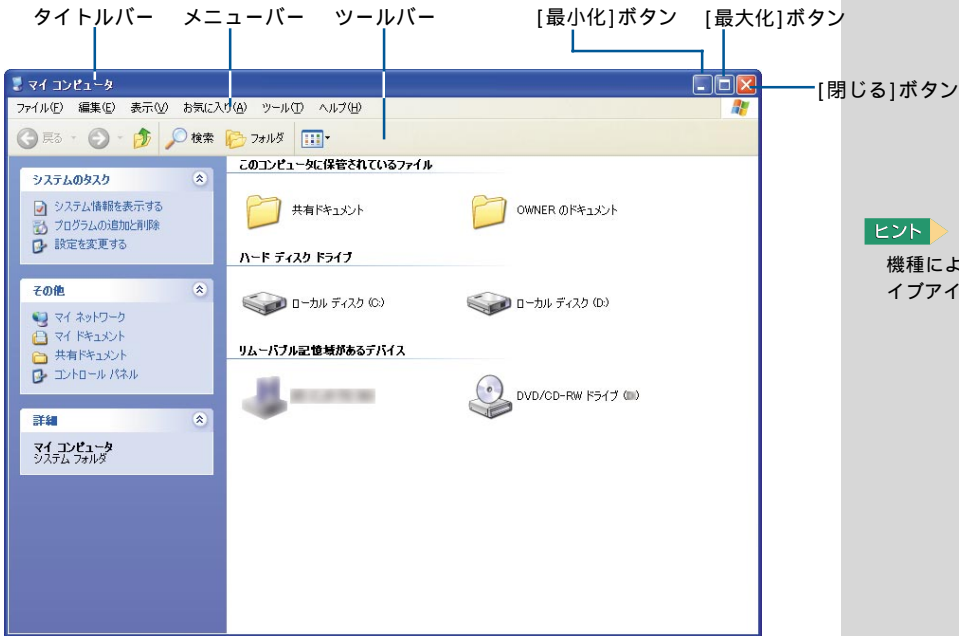 タイトルバー メニューバー ツールバー [最小化]ボタン [最大化]ボタン
マイ コンピュータ
[閉じる]ボタン
ファイル(F) 編集(E) 表示(V) お気に入り(A) ツール(T) ヘルプ(H)
戻る 検索 フォルダ
システムのタスク
システム情報を表示する
プログラムの追加と削除
設定を変更する
その他
マイ ネットワーク
マイ ドキュメント
共有ドキュメント
コントロール パネル
詳細
マイ コンピュータ
システム フォルダ
このコンピュータに保管されているファイル
共有ドキュメント OWNER のドキュメント
ハード ディスク ドライブ
ローカル ディスク (C:) ローカル ディスク (D:)
リムーバブル記憶域があるデバイス
DVD/CD-RW ドライブ
ヒント
機種によ
イブアイ